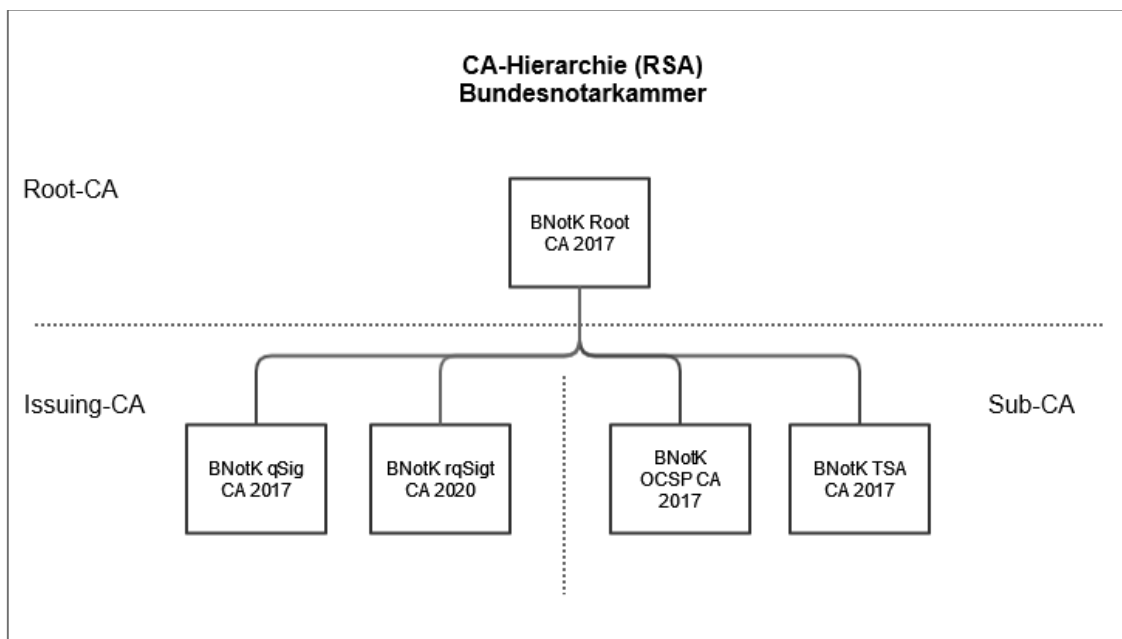 CA-Hierarchie (RSA)
Bundesnotarkammer
Root-CA
BNotK Root
CA 2017
Issuing-CA
Sub-CA
BNotK qSig
CA 2017
BNotK rqSigt
CA 2020
BNotK
OCSP CA
2017
BNotK TSA
CA 2017